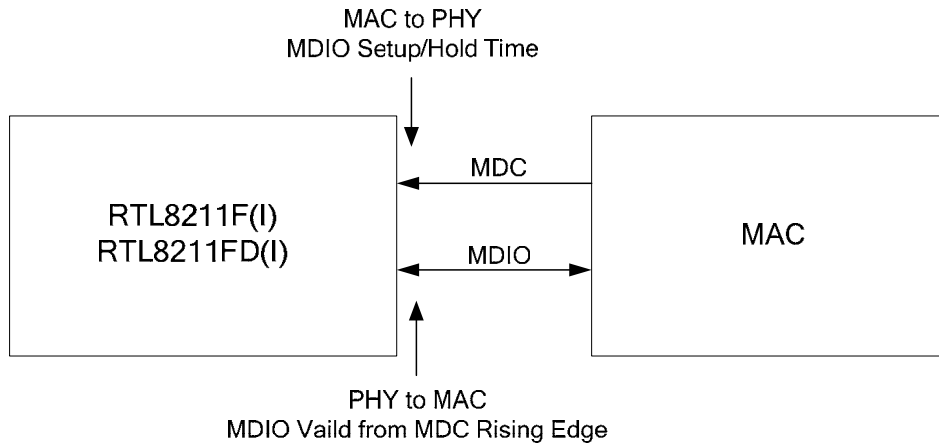 MAC to PHY
MDIO Setup/Hold Time
MDC
RTL8211F(I)
RTL8211FD(I)
MAC
MDIO
PHY to MAC
MDIO Vaild from MDC Rising Edge